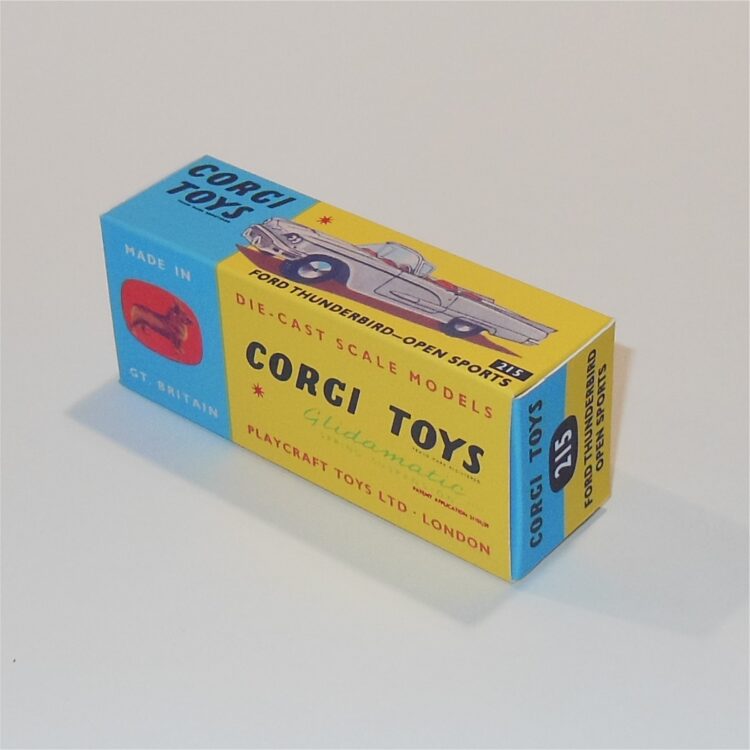 CORGI
TOYS
FORD THUNDERBIRD—OPEN SPORTS
215
MADE IN
GT. BRITAIN
DIE-CAST SCALE MODELS
CORGI TOYS
Glidamatic
PLAYCRAFT TOYS LTD · LONDON
CORGI TOYS
215
FORD THUNDERBIRD
OPEN SPORTS